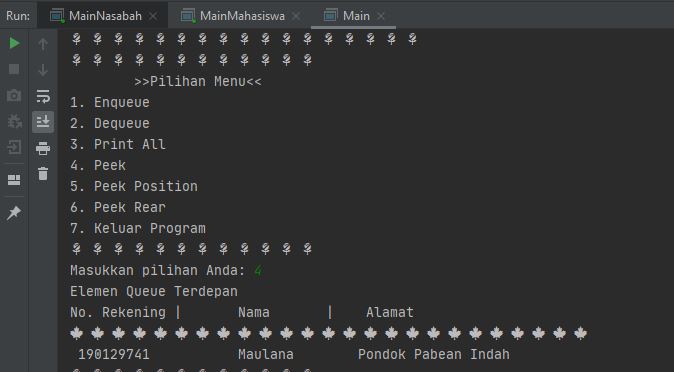 Run: MainNasabah MainMahasiswa Main
>>Pilihan Menu<<
1. Enqueue
2. Dequeue
3. Print All
4. Peek
5. Peek Position
6. Peek Rear
7. Keluar Program
Masukkan pilihan Anda: 4
Elemen Queue Terdepan
No. Rekening | Nama | Alamat
190129741 Maulana Pondok Pabean Indah